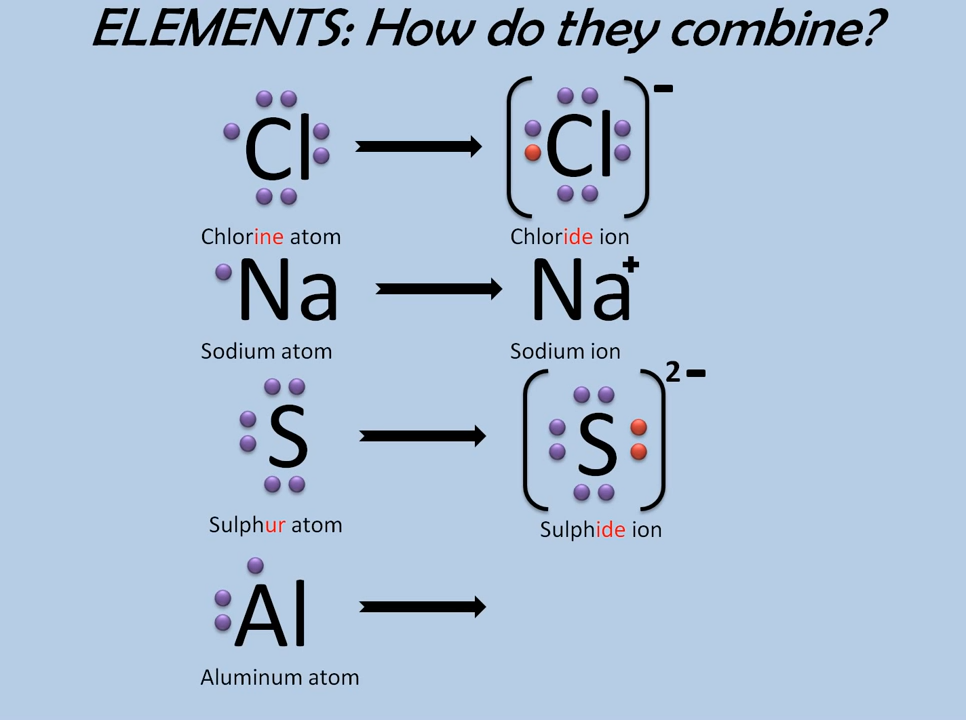 ELEMENTS: How do they combine?
Cl Cl -
Chlorine atom Chloride ion
Na Na+
Sodium atom Sodium ion
S S 2-
Sulphur atom Sulphide ion
Al
Aluminum atom